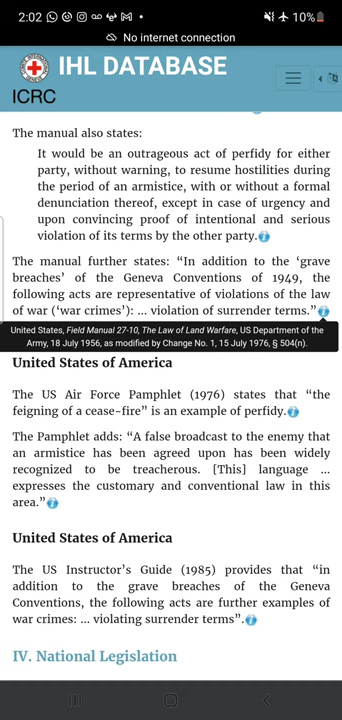 2:02
10%
No internet connection
IHL DATABASE
ICRC
The manual also states:
It would be an outrageous act of perfidy for either
party, without warning, to resume hostilities during
the period of an armistice, with or without a formal
denunciation thereof, except in case of urgency and
upon convincing proof of intentional and serious
violation of its terms by the other party.
The manual further states: “In addition to the ‘grave
breaches’ of the Geneva Conventions of 1949, the
following acts are representative of violations of the law
of war (‘war crimes’): ... violation of surrender terms.”
United States, Field Manual 27-10, The Law of Land Warfare, US Department of the
Army, 18 July 1956, as modified by Change No. 1, 15 July 1976, § 504(n).
United States of America
The US Air Force Pamphlet (1976) states that “the
feigning of a cease-fire” is an example of perfidy.
The Pamphlet adds: “A false broadcast to the enemy that
an armistice has been agreed upon has been widely
recognized to be treacherous. [This] language ...
expresses the customary and conventional law in this
area.”
United States of America
The US Instructor’s Guide (1985) provides that “in
addition to the grave breaches of the Geneva
Conventions, the following acts are further examples of
war crimes: ... violating surrender terms”.
IV. National Legislation